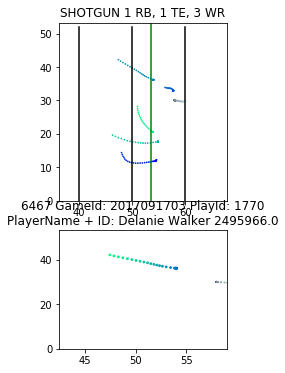 SHOTGUN 1 RB, 1 TE, 3 WR
50
40
30
20
10
0
40 50 60
6467 GameId: 2017091703 PlayId: 1770
PlayerName + ID: Delanie Walker 2495966.0
40
20
0
45 50 55